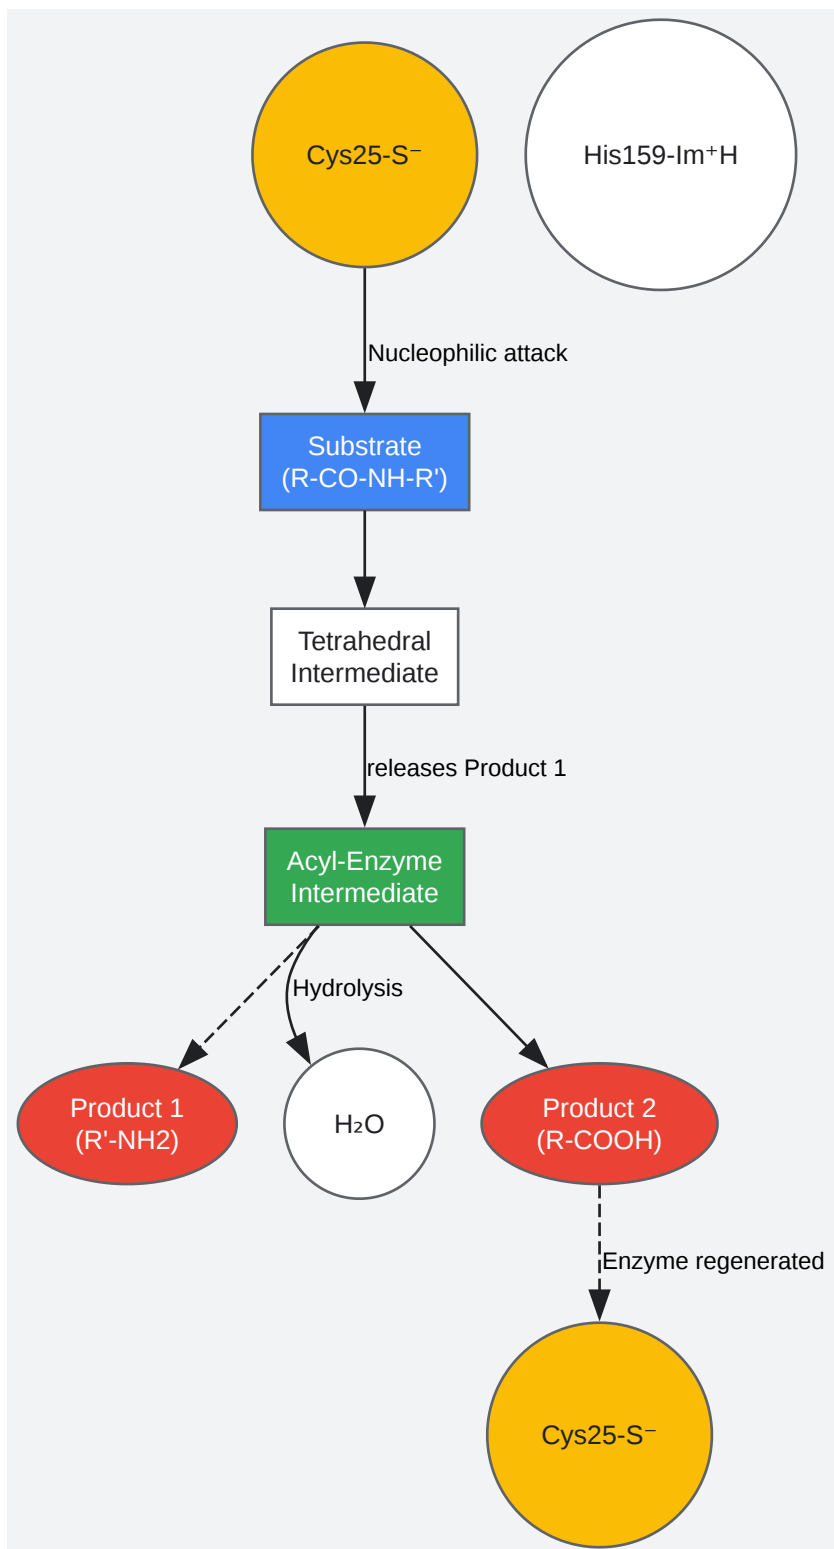 Cys25-S⁻
His159-Im⁺H
Nucleophilic attack
Substrate
(R-CO-NH-R')
Tetrahedral
Intermediate
releases Product 1
Acyl-Enzyme
Intermediate
Hydrolysis
Product 1
(R'-NH2)
H₂O
Product 2
(R-COOH)
Enzyme regenerated
Cys25-S⁻